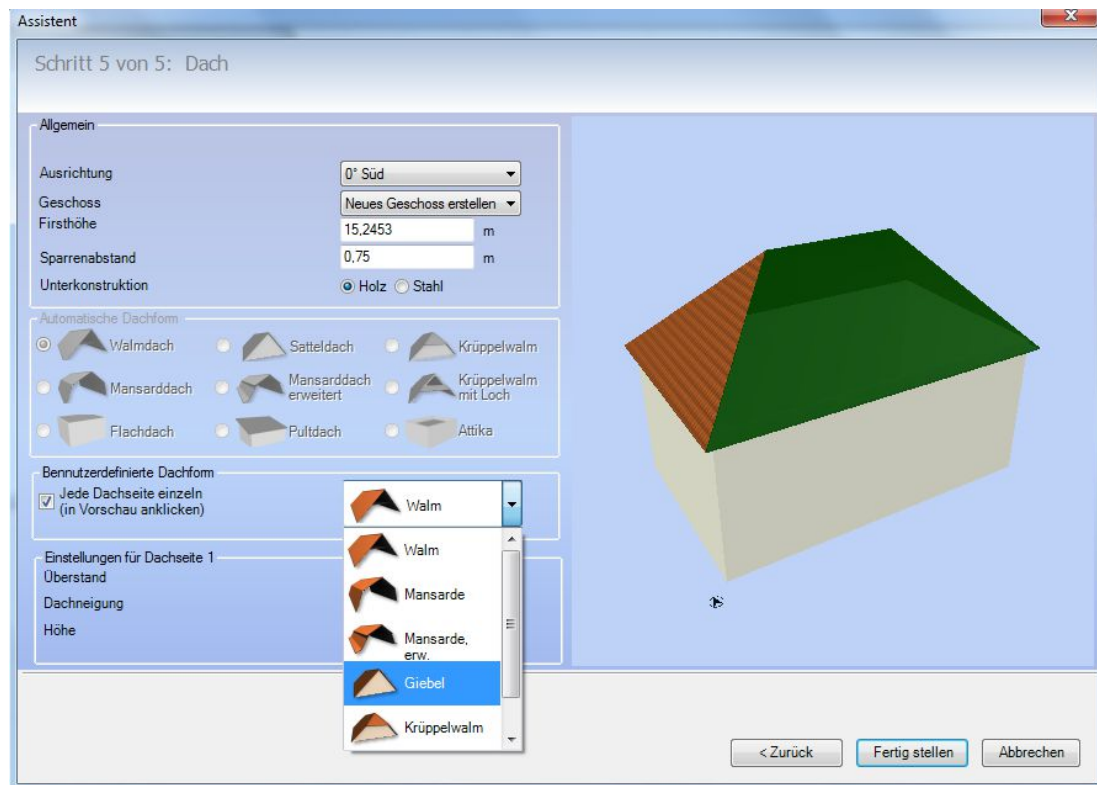 Assistent
Schritt 5 von 5: Dach
Allgemein
Ausrichtung
0° Süd
Geschoss
Neues Geschoss erstellen
Firsthöhe
15,2453 m
Sparrenabstand
0,75 m
Unterkonstruktion
Holz
Stahl
Automatische Dachform
Walmdach
Satteldach
Krüppelwalm
Mansarddach
Mansarddach
erweitert
Krüppelwalm
mit Loch
Flachdach
Pultdach
Attika
Bennutzerdefinierte Dachform
Jede Dachseite einzeln
(in Vorschau anklicken)
Walm
Walm
Mansarde
Mansarde,
erw.
Giebel
Krüppelwalm
Einstellungen für Dachseite 1
Überstand
Dachneigung
Höhe
< Zurück
Fertig stellen
Abbrechen